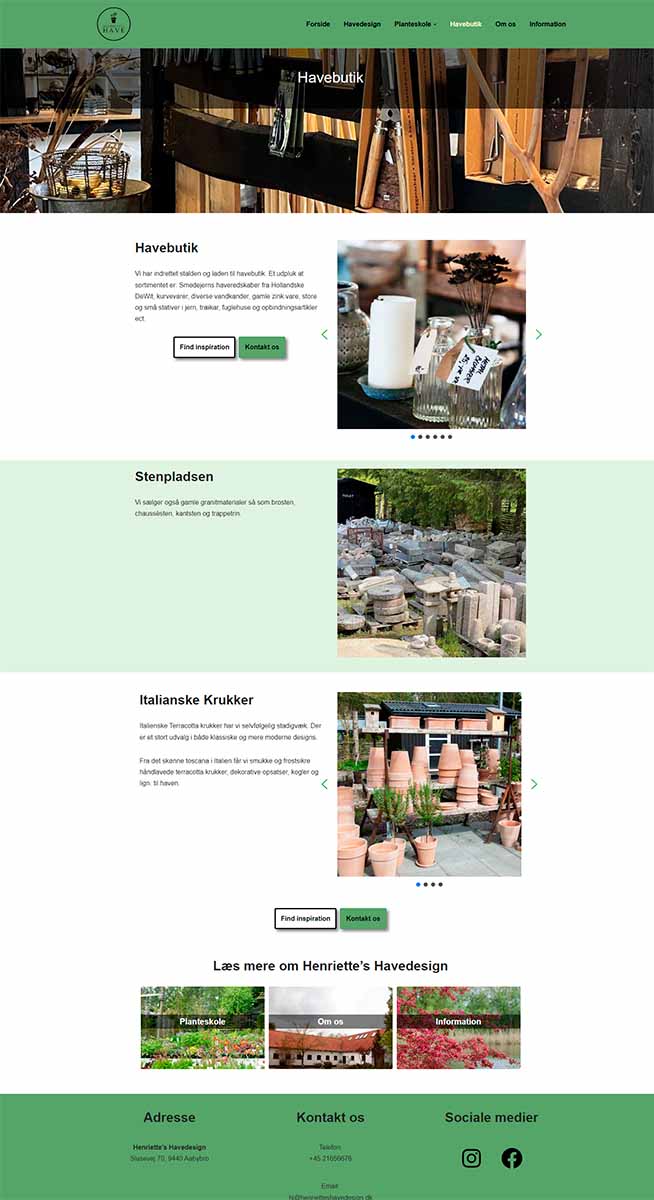 HAVE
Forside Havedesign Planteskole Havebutik Om os Information
Havebutik
Havebutik
Vi har indrettet stalden og laden til havebutik. Et udpluk at
sortimentet er. Smedejerns haveredskaber fra Hollandske
DeWit, kurvevarer, diverse vandkander, gamle zink vare, store
og små stativer i jern, træikar, fuglehuse og opbindningsartikler
ect.
Find inspiration Kontakt os
Stenpladsen
Vi sælger også gamle granitmaterialer så som brosten,
chaussésten, kantsten og trappetrin.
Italianske Krukker
Italienske Terracotta krukker har vi selvfølgelig stadigvæk. Der
er et stort udvalg i både klassiske og mere moderne designs.
Fra det skønne toscana i Italien får vi smukke og frostsikre
håndlavede terracotta krukker, dekorative opsatser, kogler og
lign. til haven.
Find inspiration Kontakt os
Læs mere om Henriette's Havedesign
Planteskole Om os Information
Adresse Kontakt os Sociale medier
Henriette's Havedesign
Slusevej 70, 9440 Aabybro
Telefon:
+45 21656676
Email:
hj@henrietteshavedesign.dk